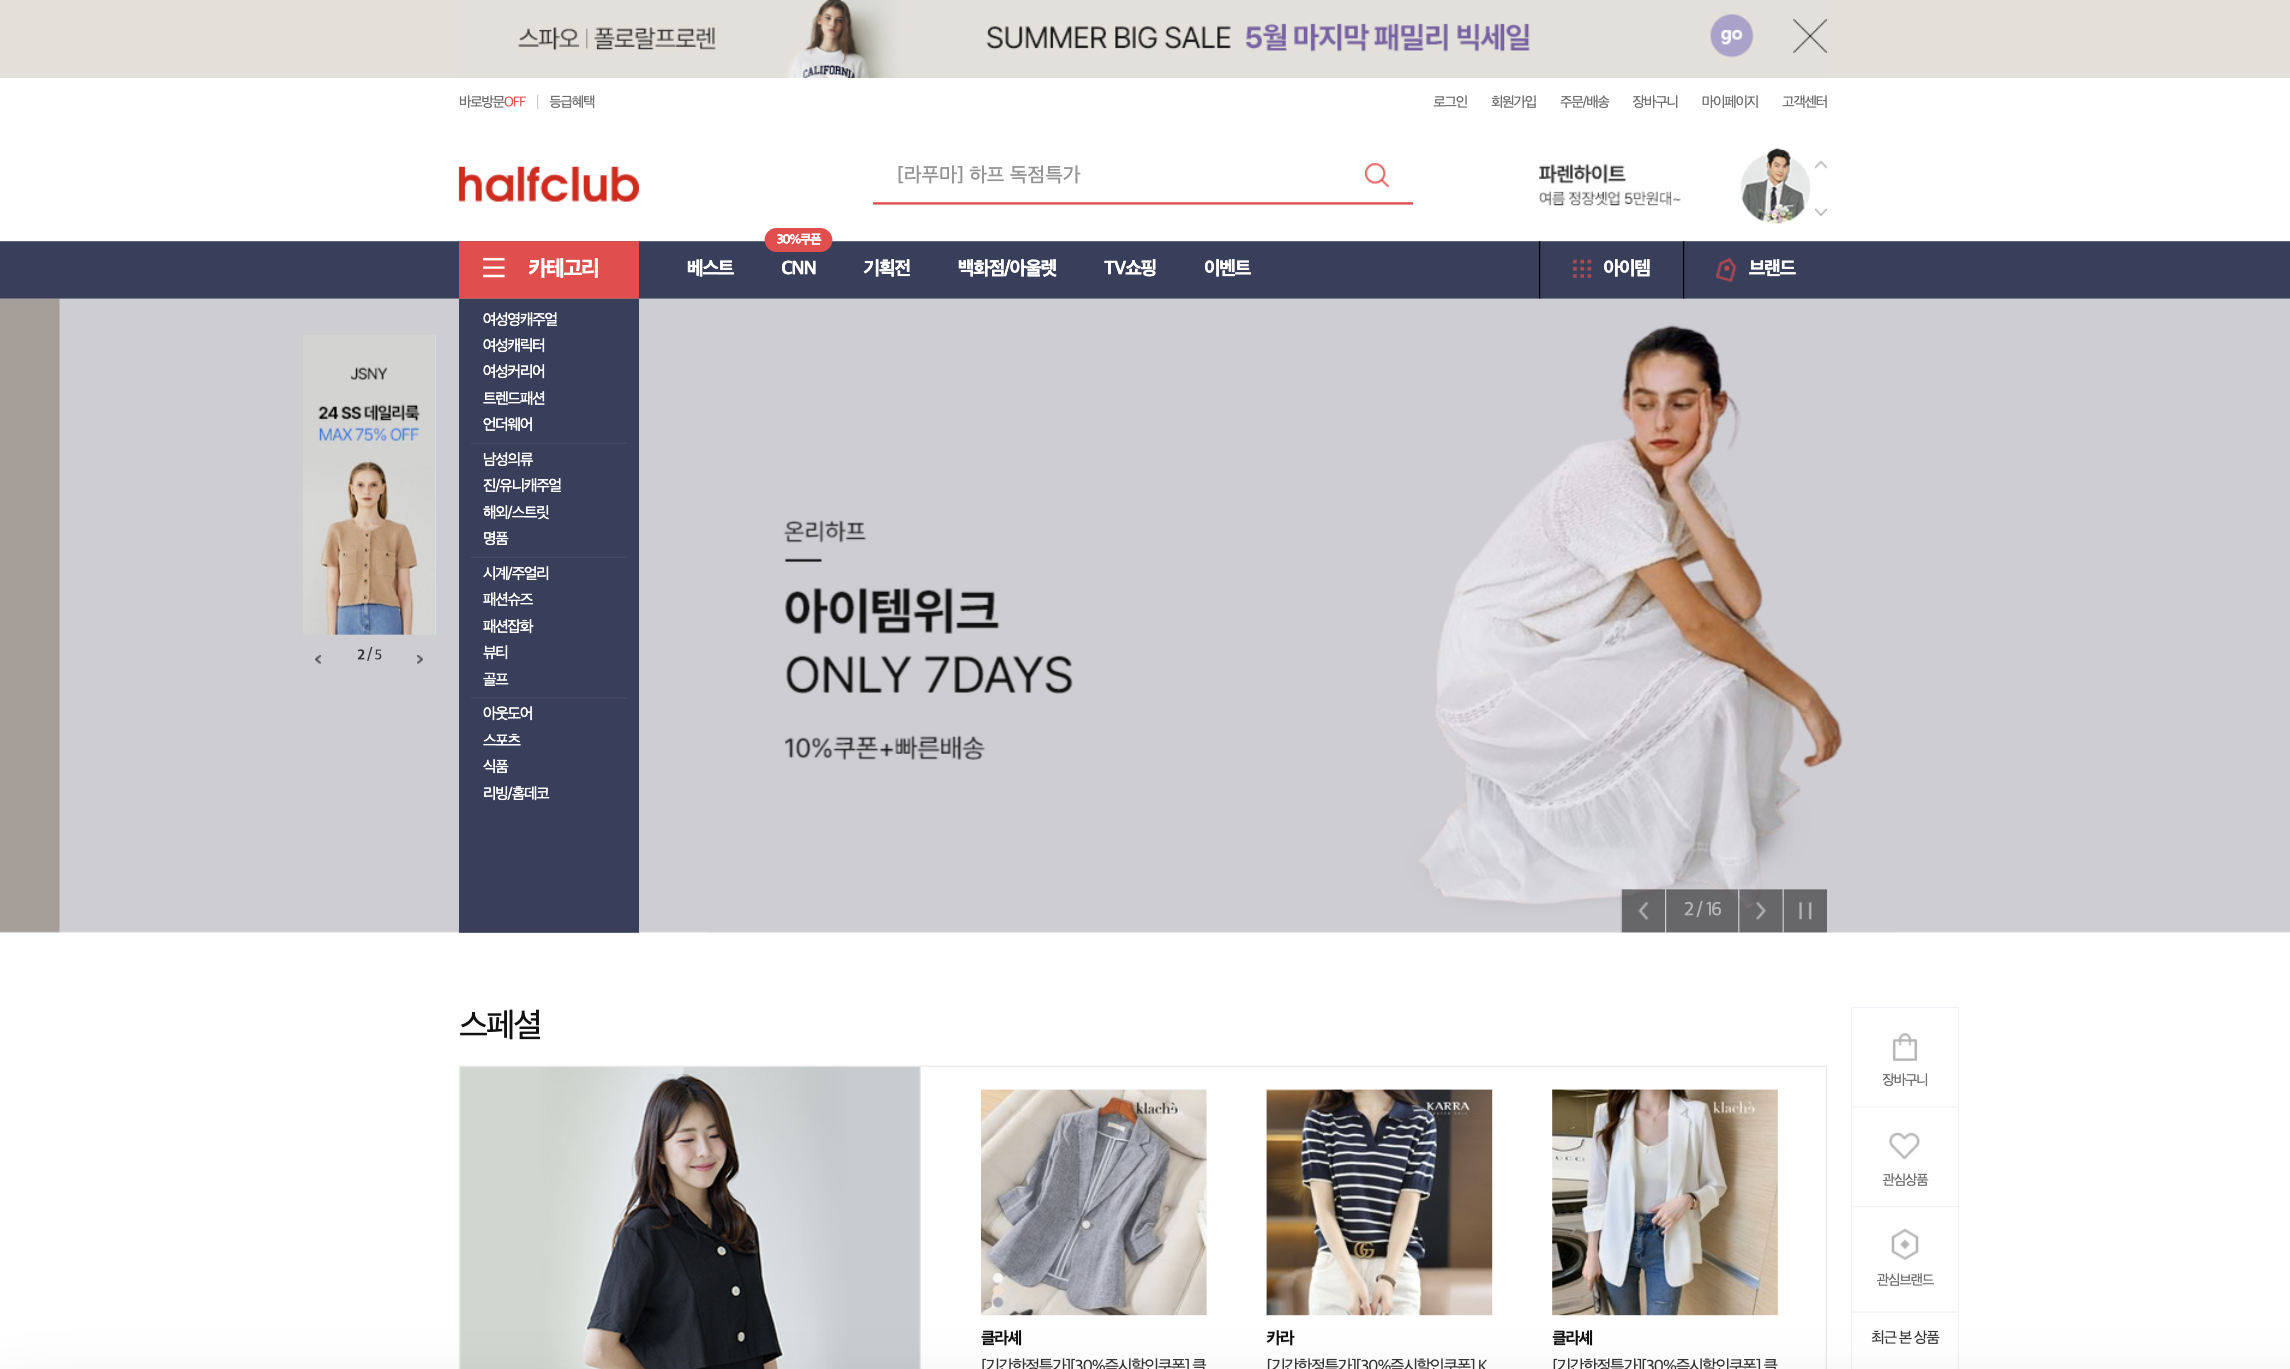 스파오 | 폴로랄프로렌
CALIFORNIA
SUMMER BIG SALE 5월 마지막 패밀리 빅세일
go
바로방문OFF
등급혜택
로그인
회원가입
주문/배송
장바구니
마이페이지
고객센터
halfclub
[라푸마] 하프 독점특가
파렌하이트
여름 정장셋업 5만원대~
30%쿠폰
카테고리
베스트
CNN
기획전
백화점/아울렛
TV쇼핑
이벤트
아이템
브랜드
JSNY
24 SS 데일리룩
MAX 75% OFF
2 / 5
여성영캐주얼
여성캐릭터
여성커리어
트렌드패션
언더웨어
남성의류
진/유니캐주얼
해외/스트릿
명품
시계/주얼리
패션슈즈
패션잡화
뷰티
골프
아웃도어
스포츠
식품
리빙/홈데코
온리하프
아이템위크
ONLY 7DAYS
10%쿠폰+빠른배송
2 / 16
스페셜
klachè
KARRA
klachè
클라셰
[기간한정특가][30%즉시할인쿠폰] 클
카라
[기간한정특가][30%즉시할인쿠폰] K
클라셰
[기간한정특가][30%즉시할인쿠폰] 클
장바구니
관심상품
관심브랜드
최근 본 상품